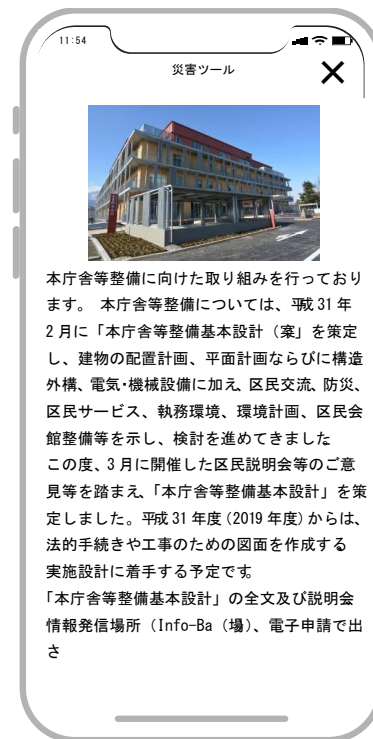 11:54
災害ツール
本庁舎等整備に向けた取り組みを行っており
ます。 本庁舎等整備については、平成 31 年
2 月に「本庁舎等整備基本設計（案」を策定
し、建物の配置計画、平面計画ならびに構造
外構、電気・機械設備に加え、区民交流、防災、
区民サービス、執務環境、環境計画、区民会
館整備等を示し、検討を進めてきました
この度、3 月に開催した区民説明会等のご意
見等を踏まえ、「本庁舎等整備基本設計」を策
定しました。平成 31 年度（2019 年度）からは、
法的手続きや工事のための図面を作成する
実施設計に着手する予定です。
「本庁舎等整備基本設計」の全文及び説明会
情報発信場所（Info-Ba（場）、電子申請で出
さ